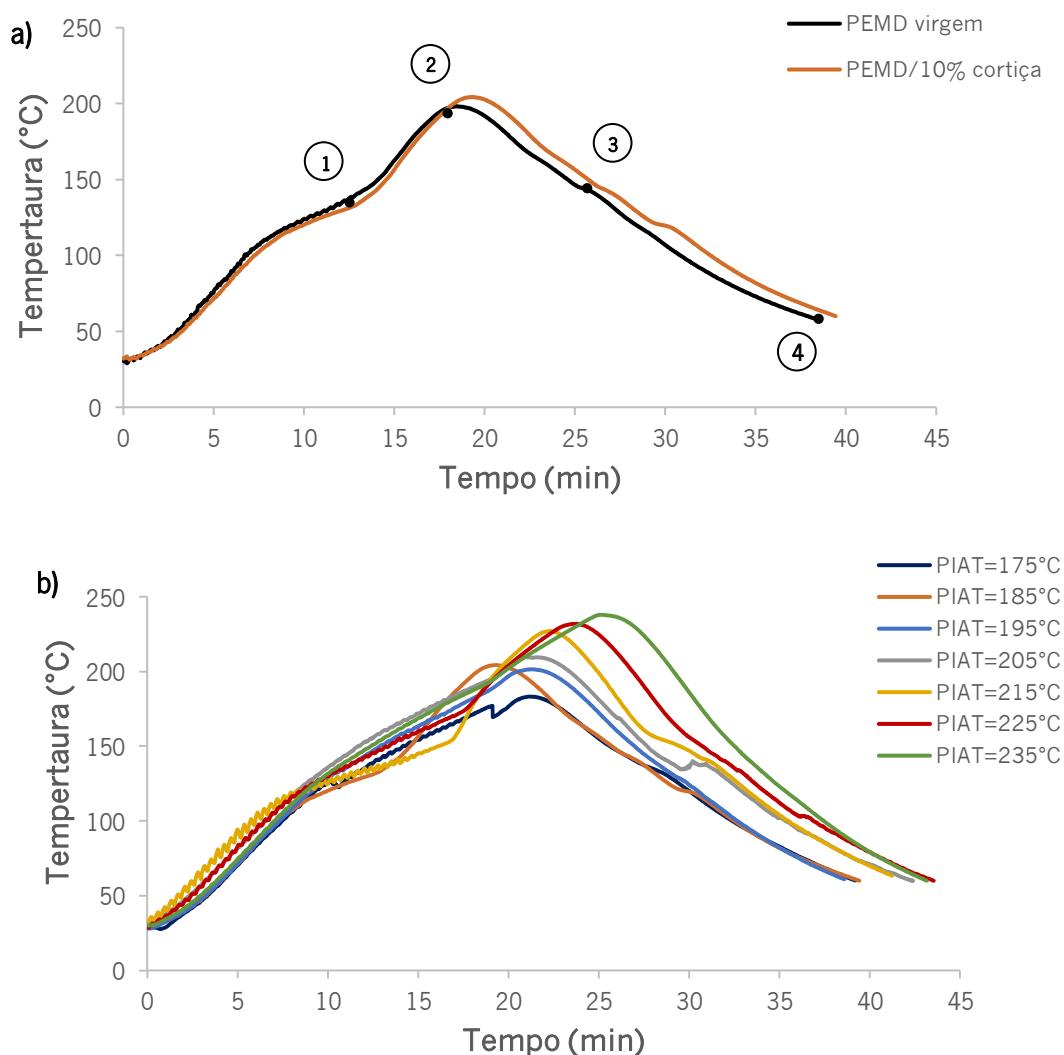 a)
PEMD virgem
PEMD/10% cortiça
Tempertaura (°C)
250
200
150
100
50
0
1
2
3
4
0 5 10 15 20 25 30 35 40 45
Tempo (min)
b)
PIAT=175°C
PIAT=185°C
PIAT=195°C
PIAT=205°C
PIAT=215°C
PIAT=225°C
PIAT=235°C
Tempertaura (°C)
250
200
150
100
50
0
0 5 10 15 20 25 30 35 40 45
Tempo (min)